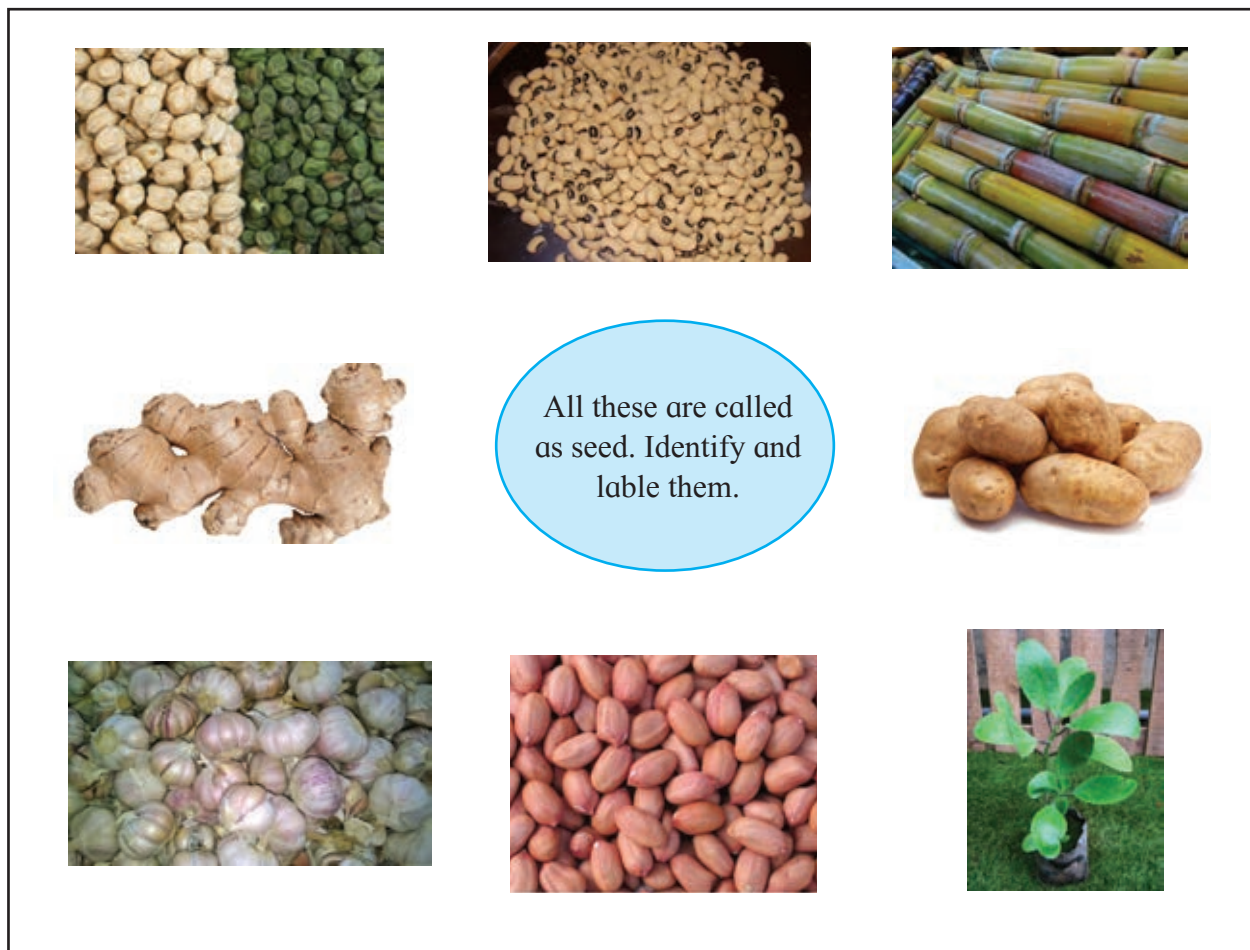 All these are called
as seed. Identify and
lable them.